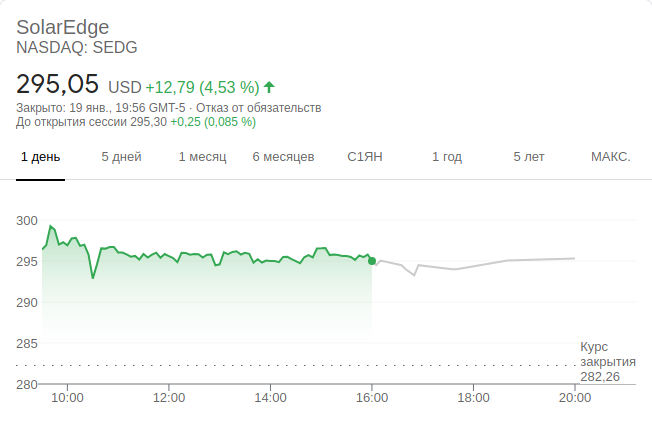 SolarEdge
NASDAQ: SEDG
295,05 USD +12,79 (4,53 %)
Закрыто: 19 янв., 19:56 GMT-5 · Отказ от обязательств
До открытия сессии 295,30 +0,25 (0,085 %)
1 день 5 дней 1 месяц 6 месяцев С1ЯН 1 год 5 лет МАКС.
300
295
290
285
280
Курс
закрытия
282,26
10:00 12:00 14:00 16:00 18:00 20:00